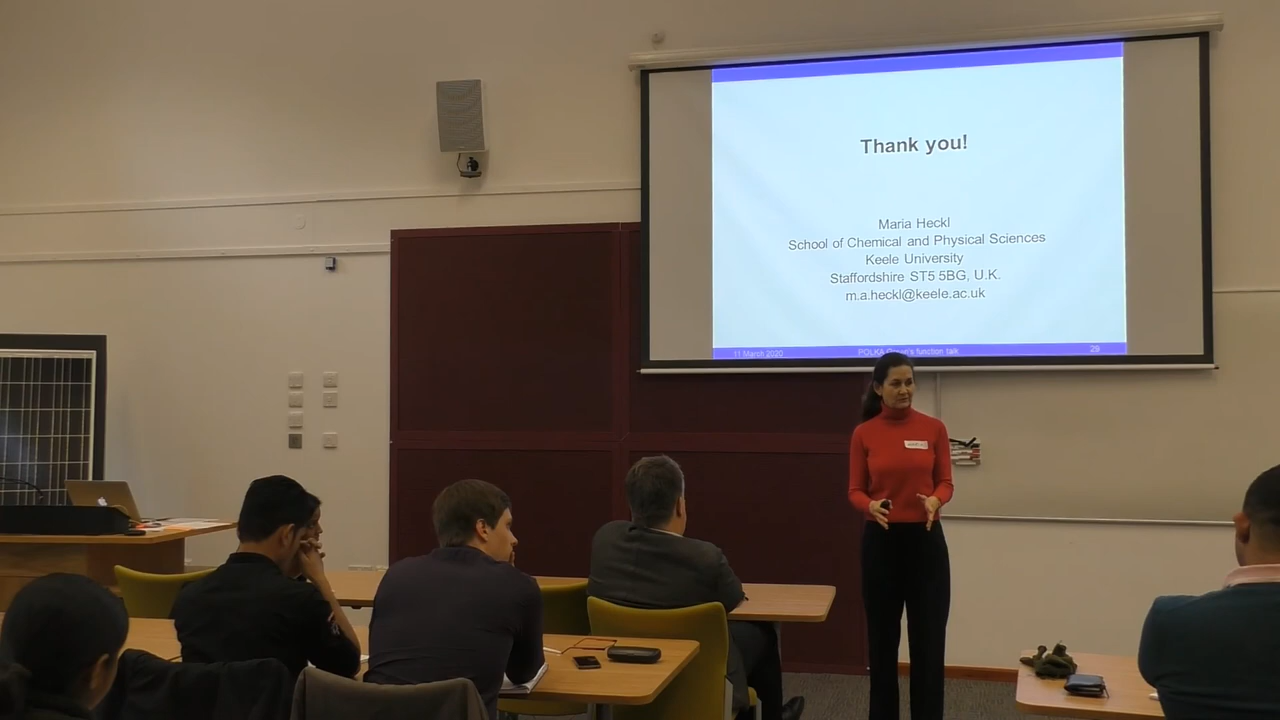 Thank you!
Maria Heckl
School of Chemical and Physical Sciences
Keele University
Staffordshire ST5 5BG, U.K.
m.a.heckl@keele.ac.uk
11 Marsh 2020 POLKA Green's function talk 29